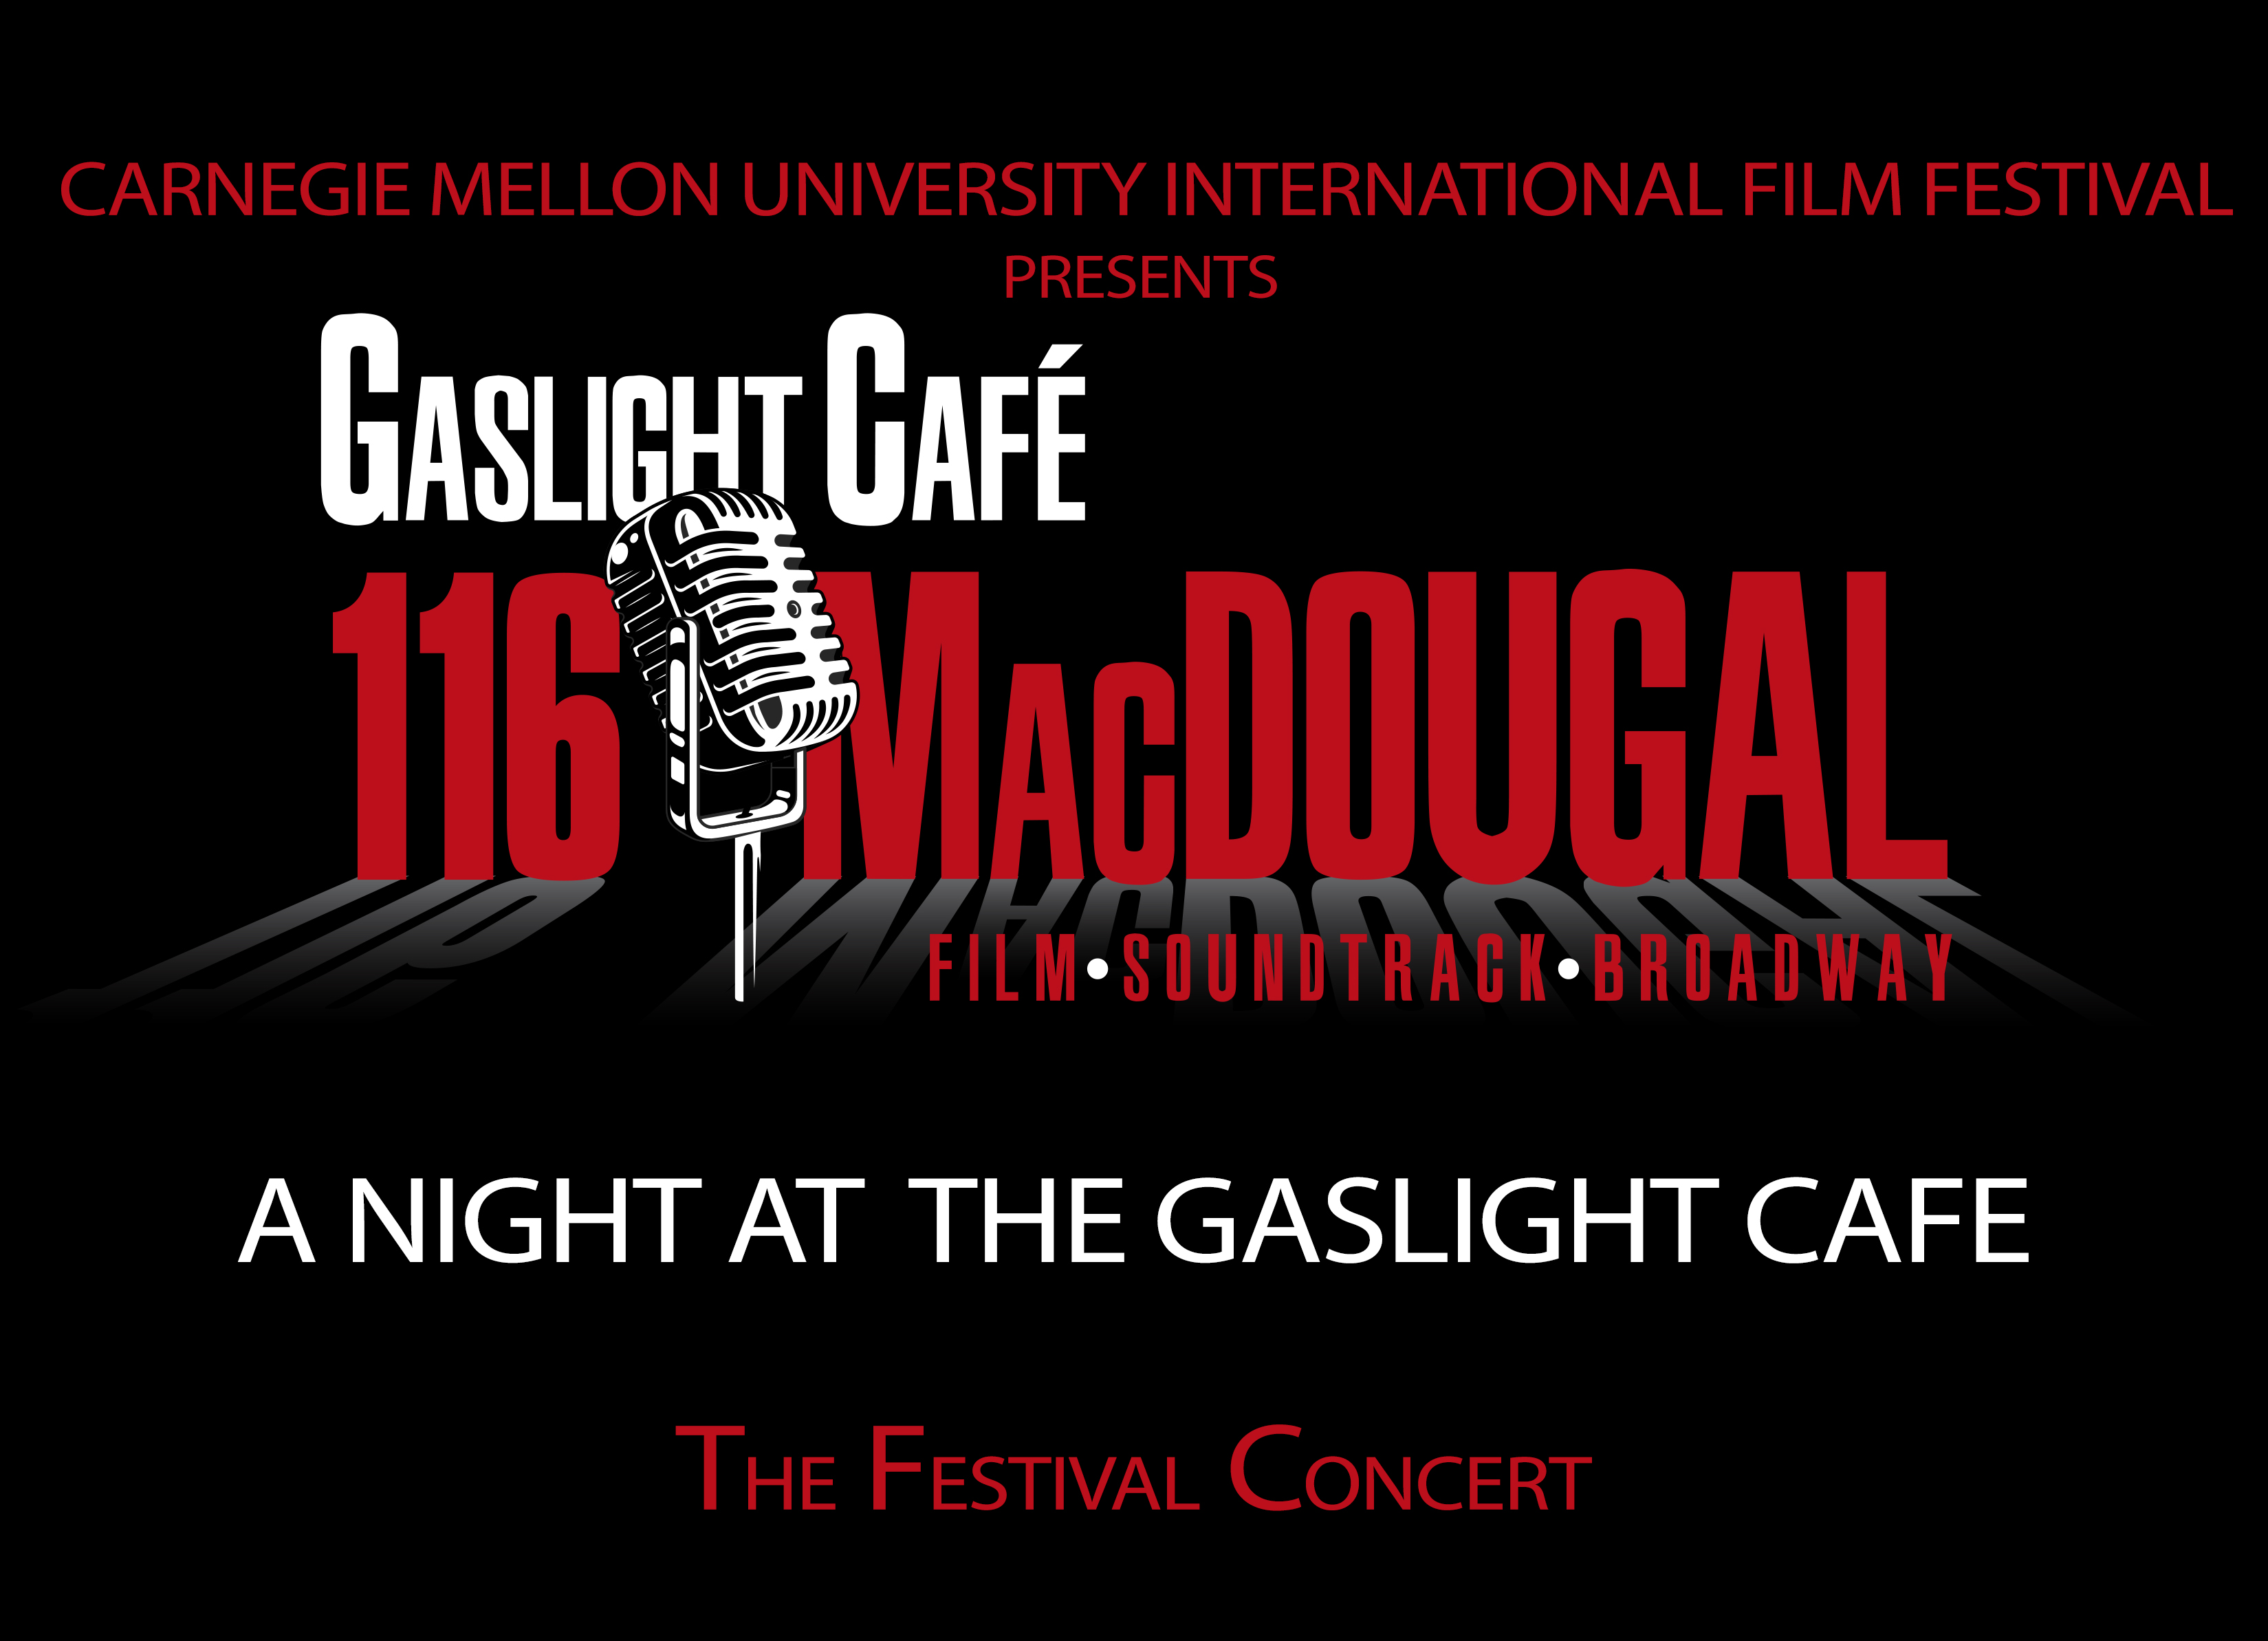 CARNEGIE MELLON UNIVERSITY INTERNATIONAL FILM FESTIVAL
PRESENTS
GASLIGHT CAFÉ
116 MACDOUGAL
FILM•SOUNDTRACK•BROADWAY
A NIGHT AT THE GASLIGHT CAFE
THE FESTIVAL CONCERT